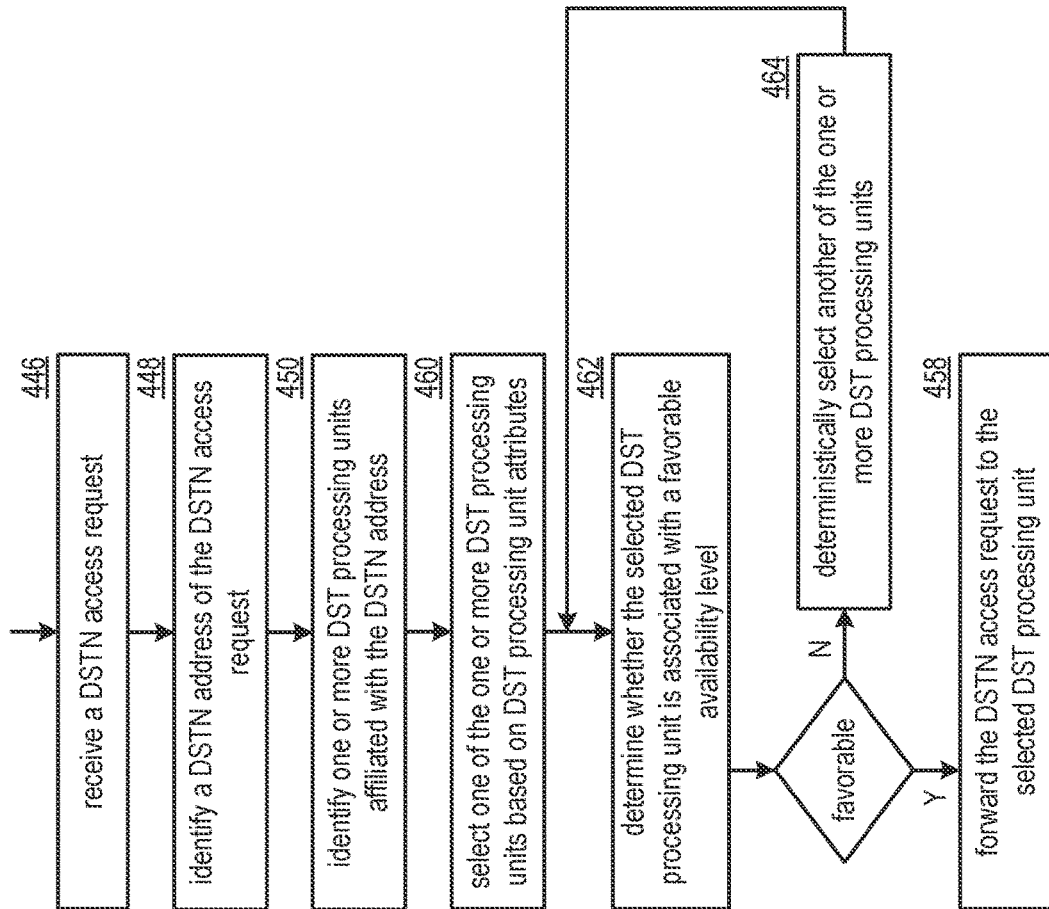 446
receive a DSTN access request
448
identify a DSTN address of the DSTN access
request
450
identify one or more DST processing units
affiliated with the DSTN address
460
select one of the one or more DST processing
units based on DST processing unit attributes
462
determine whether the selected DST
processing unit is associated with a favorable
availability level
favorable
N
464
deterministically select another of the one or
more DST processing units
Y
458
forward the DSTN access request to the
selected DST processing unit